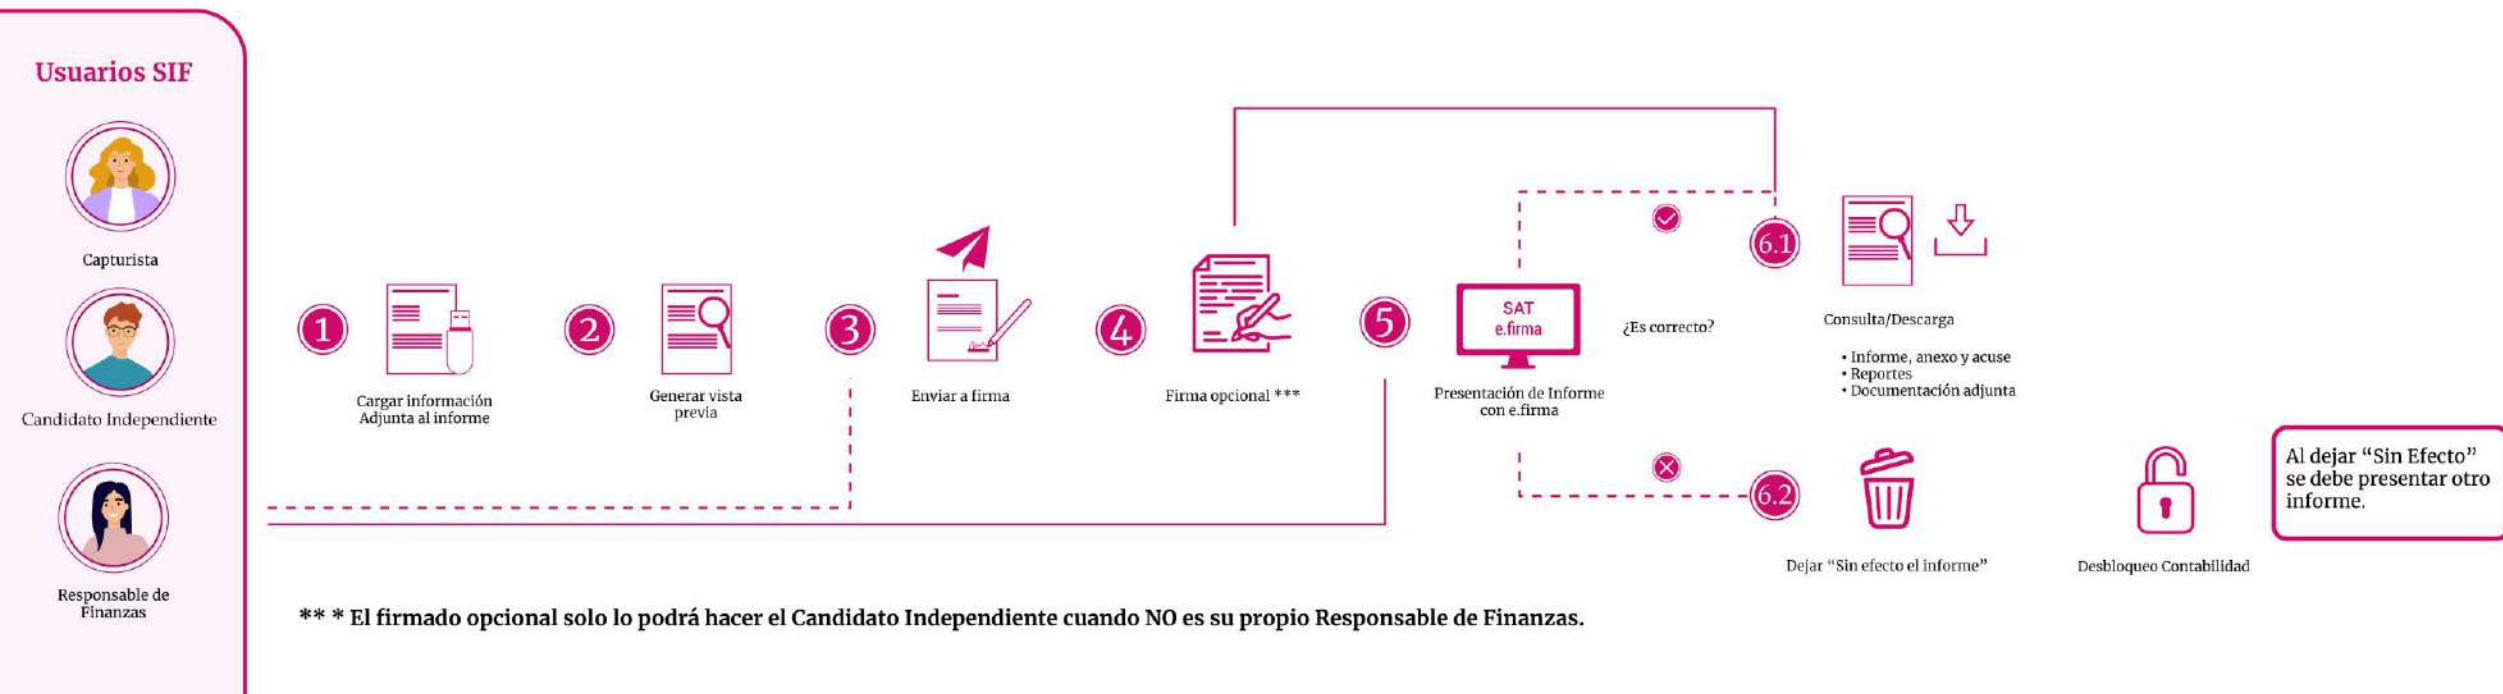 Usuarios SIF
Capturista
Candidato Independiente
Responsable de
Finanzas
1
Cargar información
Adjunta al informe
2
Generar vista
previa
3
Enviar a firma
4
Firma opcional ***
5
SAT
e.firma
Presentación de Informe
con e.firma
¿Es correcto?
6.1
Consulta/Descarga
• Informe, anexo y acuse
• Reportes
• Documentación adjunta
6.2
Dejar “Sin efecto el informe”
Desbloqueo Contabilidad
Al dejar “Sin Efecto”
se debe presentar otro
informe.
** * El firmado opcional solo lo podrá hacer el Candidato Independiente cuando NO es su propio Responsable de Finanzas.